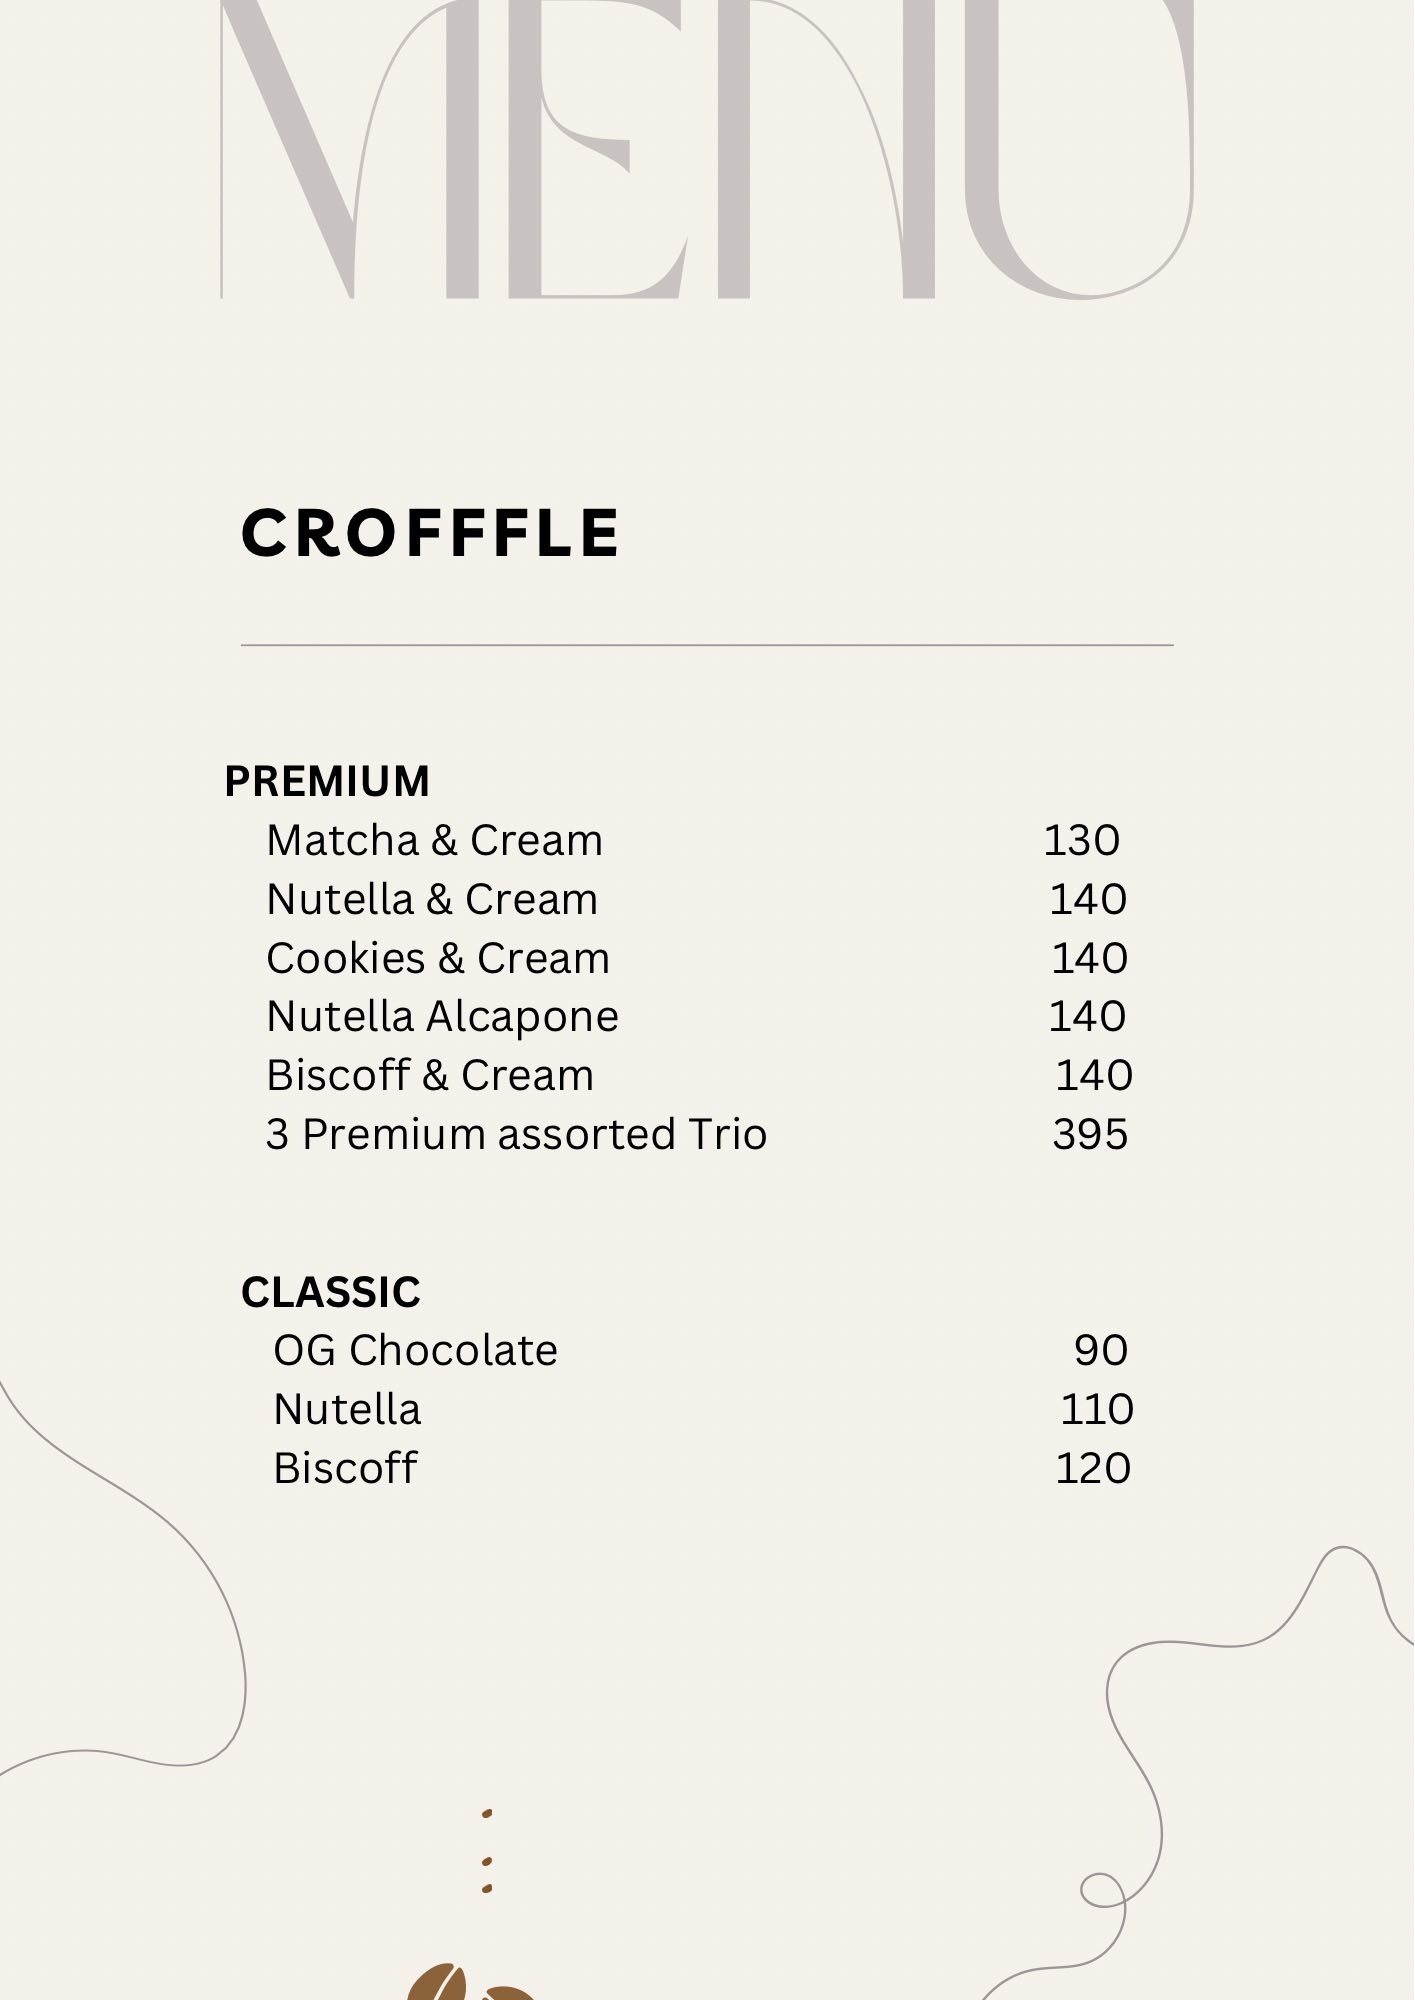 MENU
CROFFFLE
PREMIUM
Matcha & Cream 130
Nutella & Cream 140
Cookies & Cream 140
Nutella Alcapone 140
Biscoff & Cream 140
3 Premium assorted Trio 395
CLASSIC
OG Chocolate 90
Nutella 110
Biscoff 120